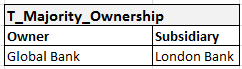 T_Majority_Ownership
Owner Subsidiary
Global Bank London Bank